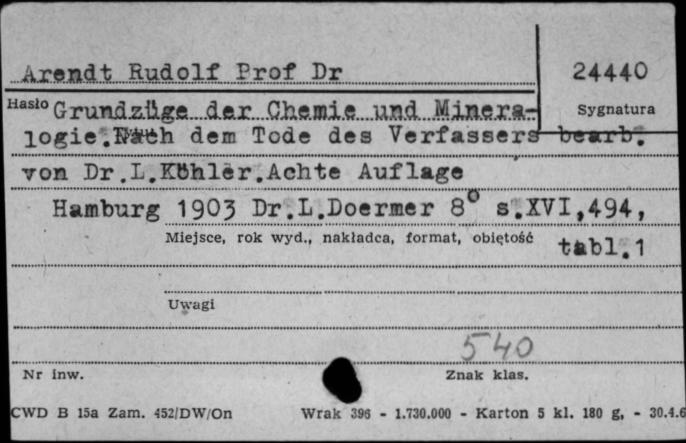 Arendt Rudolf Prof Dr
24440
Hasło Grundzüge der Chemie und Minera-
Sygnatura
logie.Nach dem Tode des Verfassers bearb.
von Dr.L.Köhler.Achte Auflage
Hamburg 1903 Dr.L.Doermer 8° s.XVI,494,
Miejsce, rok wyd., nakładca, format, obiętość
tabl.1
Uwagi
540
Nr inw.
Znak klas.
CWD B 15a Zam. 452/DW/On Wrak 396 - 1.730.000 - Karton 5 kl. 180 g, - 30.4.6